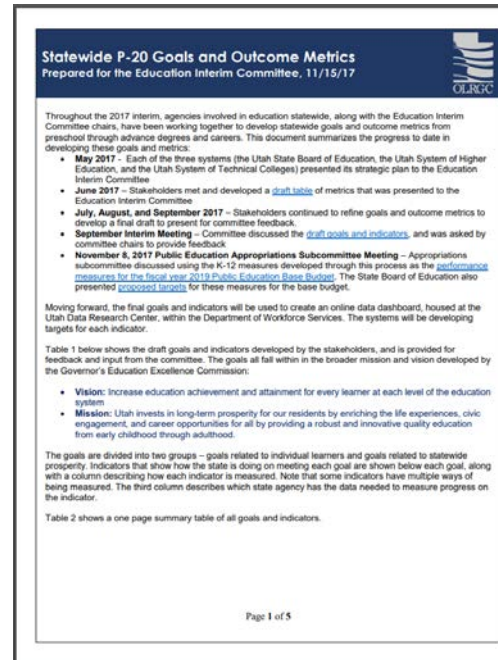 Statewide P-20 Goals and Outcome Metrics
Prepared for the Education Interim Committee, 11/15/17
OLRGC
Throughout the 2017 interim, agencies involved in education statewide, along with the Education Interim
Committee chairs, have been working together to develop statewide goals and outcome metrics from
preschool through advance degrees and careers. This document summarizes the progress to date in
developing these goals and metrics:
• May 2017 - Each of the three systems (the Utah State Board of Education, the Utah System of Higher
Education, and the Utah System of Technical Colleges) presented its strategic plan to the Education
Interim Committee
• June 2017 – Stakeholders met and developed a draft table of metrics that was presented to the
Education Interim Committee
• July, August, and September 2017 – Stakeholders continued to refine goals and outcome metrics to
develop a final draft to present for committee feedback.
• September Interim Meeting – Committee discussed the draft goals and indicators, and was asked by
committee chairs to provide feedback
• November 8, 2017 Public Education Appropriations Subcommittee Meeting – Appropriations
subcommittee discussed using the K-12 measures developed through this process as the performance
measures for the fiscal year 2019 Public Education Base Budget. The State Board of Education also
presented proposed targets for these measures for the base budget.
Moving forward, the final goals and indicators will be used to create an online data dashboard, housed at the
Utah Data Research Center, within the Department of Workforce Services. The systems will be developing
targets for each indicator.
Table 1 below shows the draft goals and indicators developed by the stakeholders, and is provided for
feedback and input from the committee. The goals all fall within the broader mission and vision developed by
the Governor's Education Excellence Commission:
• Vision: Increase education achievement and attainment for every learner at each level of the education
system
• Mission: Utah invests in long-term prosperity for our residents by enriching the life experiences, civic
engagement, and career opportunities for all by providing a robust and innovative quality education
from early childhood through adulthood.
The goals are divided into two groups – goals related to individual learners and goals related to statewide
prosperity. Indicators that show how the state is doing on meeting each goal are shown below each goal, along
with a column describing how each indicator is measured. Note that some indicators have multiple ways of
being measured. The third column describes which state agency has the data needed to measure progress on
the indicator.
Table 2 shows a one page summary table of all goals and indicators.
Page 1 of 5